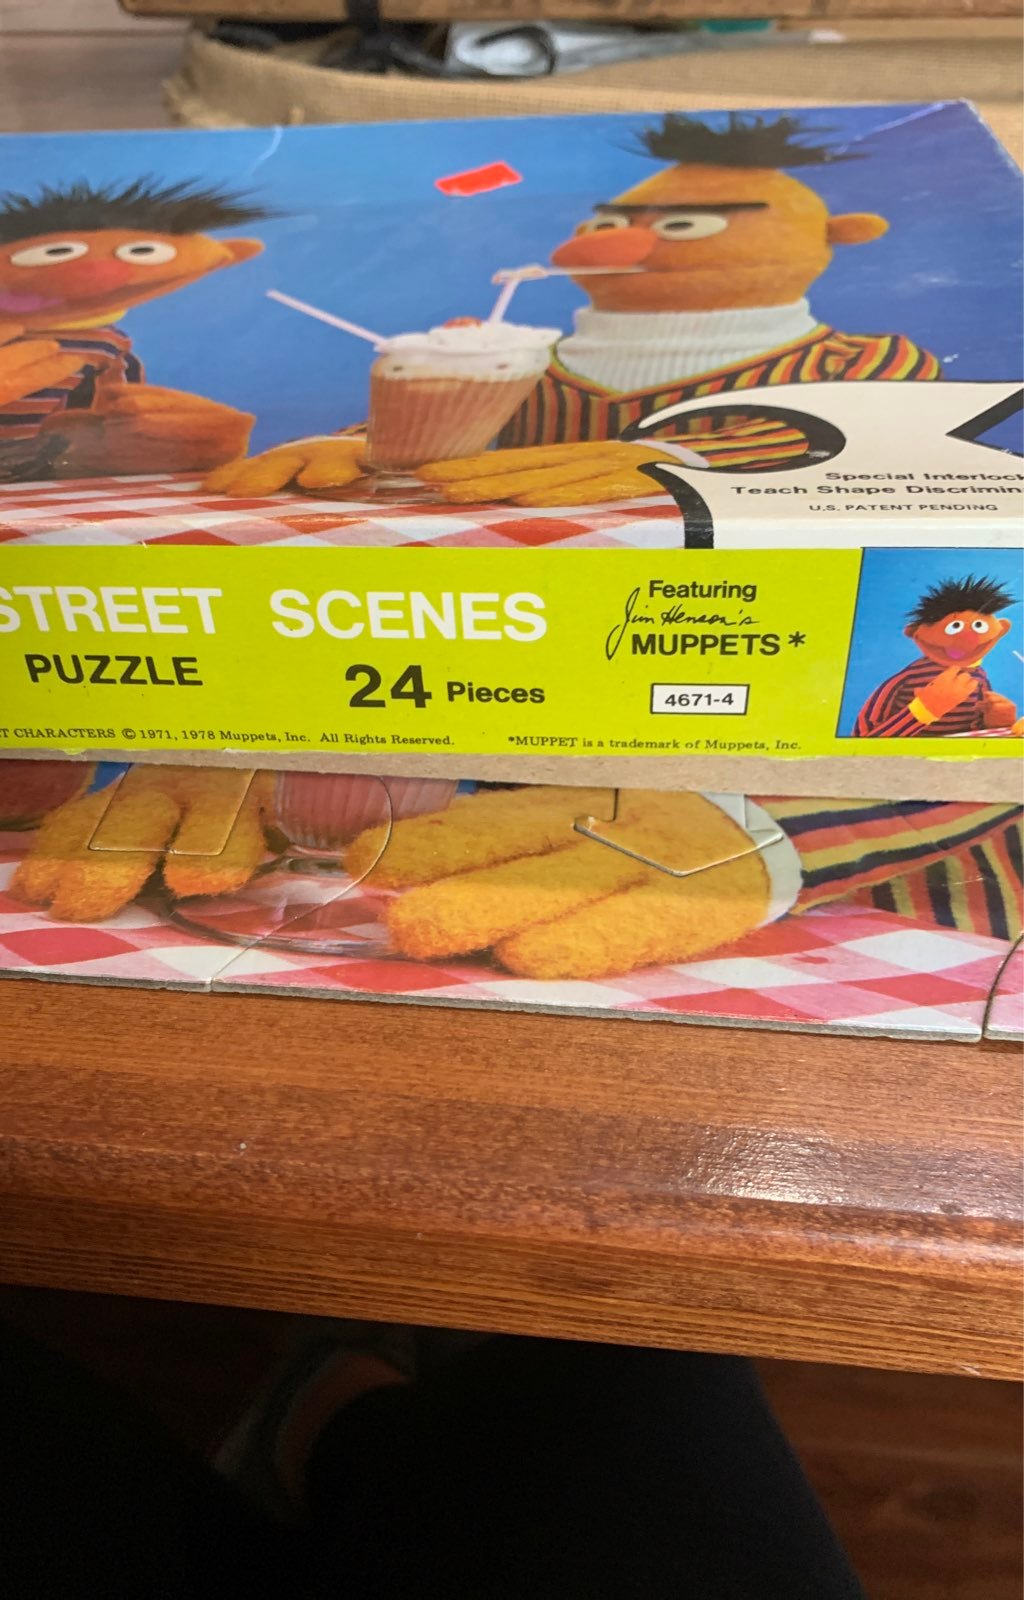 Special Interlock
Teach Shape Discrimin
U.S. PATENT PENDING
STREET SCENES
PUZZLE
24 Pieces
Featuring
Jim Henson's
MUPPETS*
4671-4
T CHARACTERS © 1971, 1978 Muppets, Inc. All Rights Reserved.
*MUPPET is a trademark of Muppets, Inc.